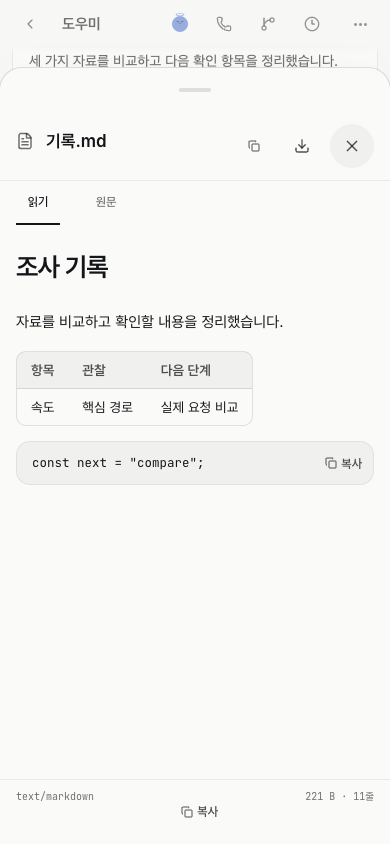 도우미
세 가지 자료를 비교하고 다음 확인 항목을 정리했습니다.
기록.md
읽기 원문
조사 기록
자료를 비교하고 확인할 내용을 정리했습니다.
항목 관찰 다음 단계
속도 핵심 경로 실제 요청 비교
const next = "compare"; 복사
text/markdown 221 B · 11줄
복사